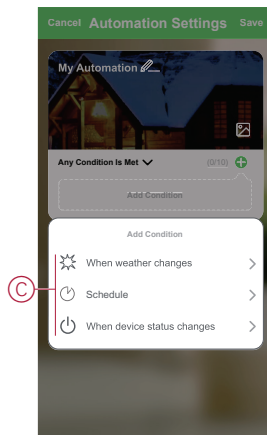 Cancel Automation Settings Save
My Automation
Any Condition Is Met (0/10)
Add Condition
Add Condition
When weather changes
C
Schedule
When device status changes